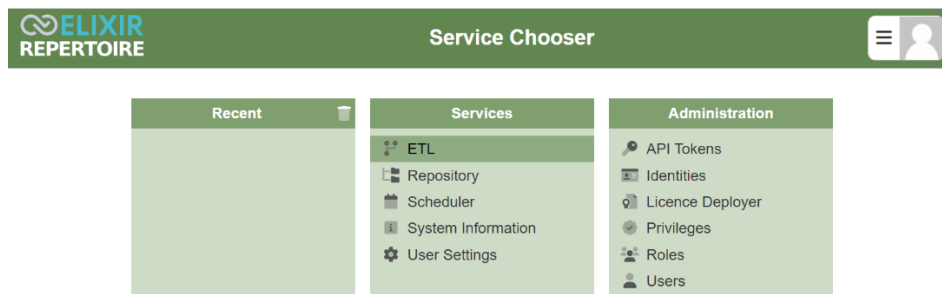 ELIXIR
REPERTOIRE
Service Chooser
Recent
Services
ETL
Repository
Scheduler
System Information
User Settings
Administration
API Tokens
Identities
Licence Deployer
Privileges
Roles
Users